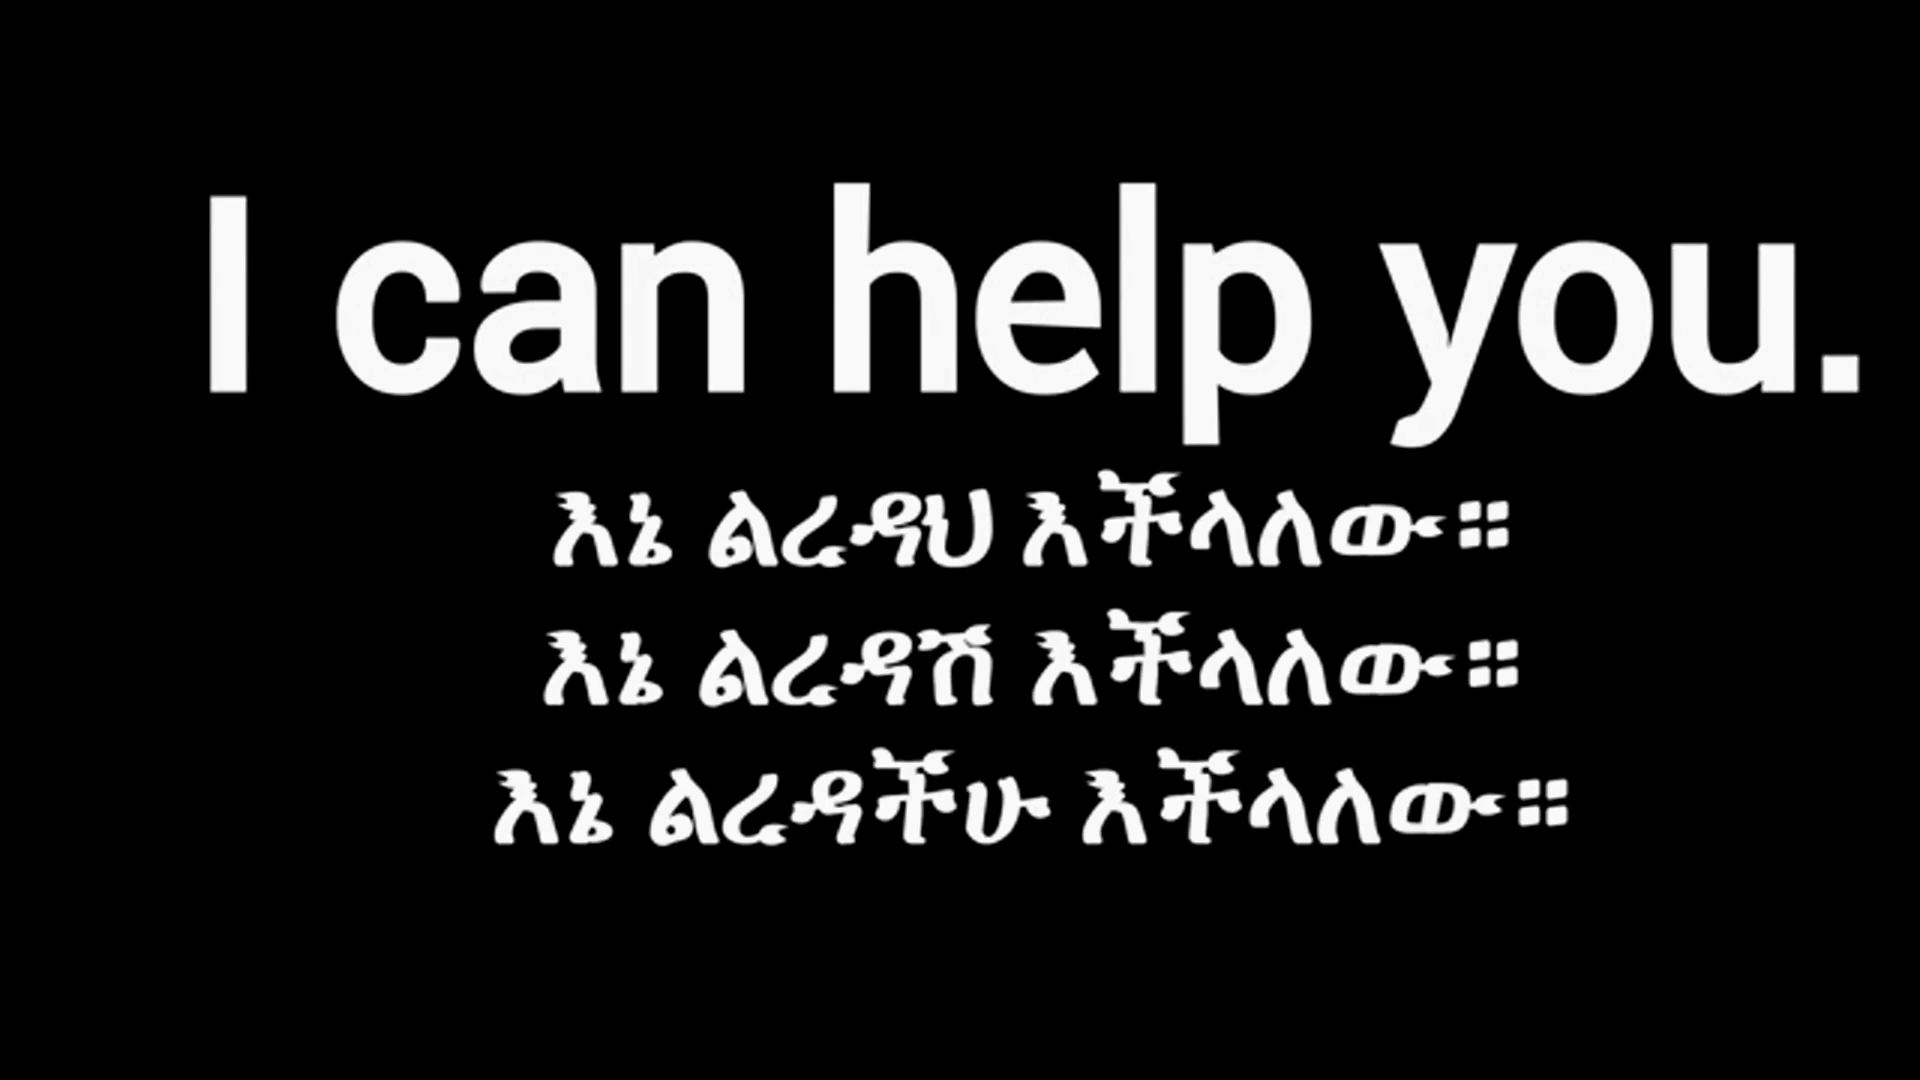 I can help you.
እኔ ልረዳህ እችላለው።
እኔ ልረዳሽ እችላለው።
እኔ ልረዳችሁ እችላለው።